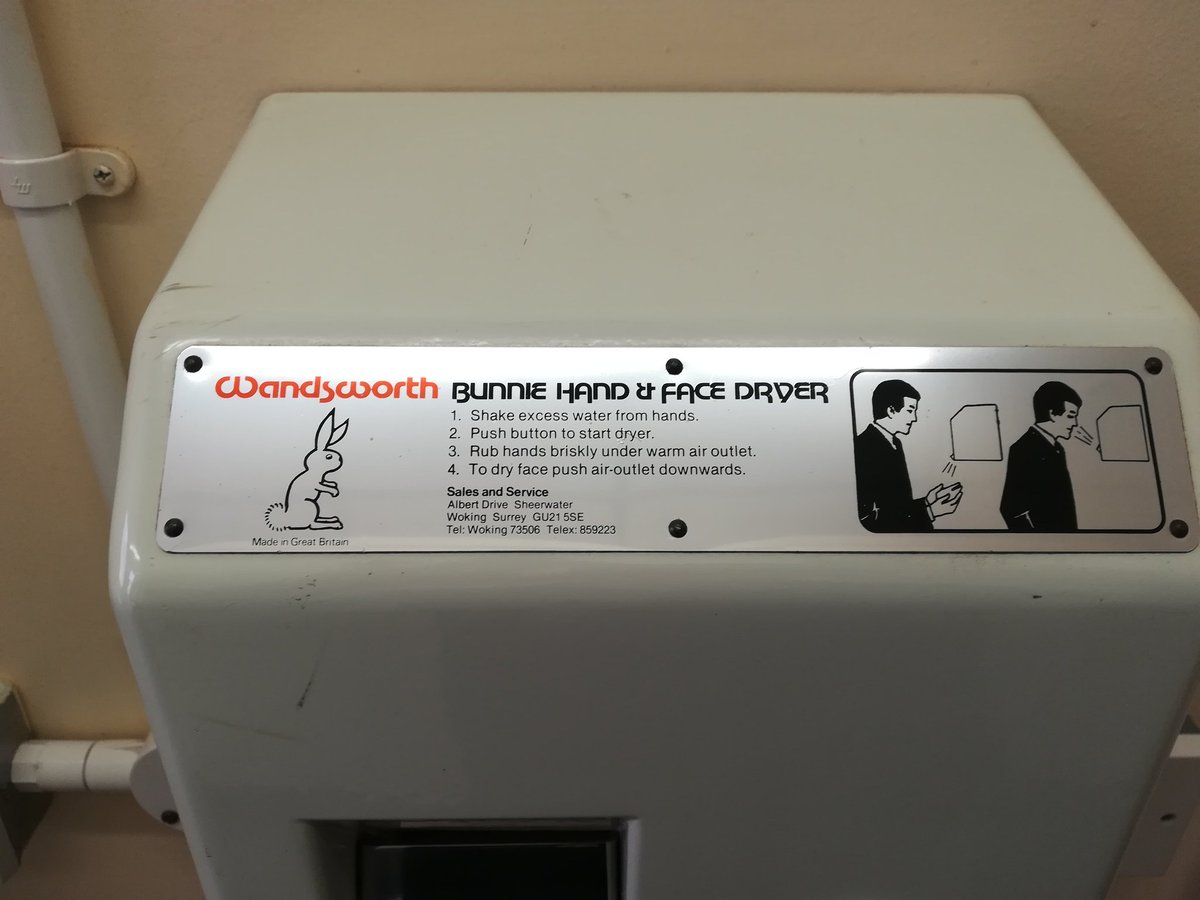 Wandsworth BUNNIE HAND & FACE DRYER
1. Shake excess water from hands.
2. Push button to start dryer.
3. Rub hands briskly under warm air outlet.
4. To dry face push air-outlet downwards.
Sales and Service
Albert Drive Sheerwater
Woking Surrey GU21 5SE
Tel: Woking 73506 Telex: 859223
Made in Great Britain